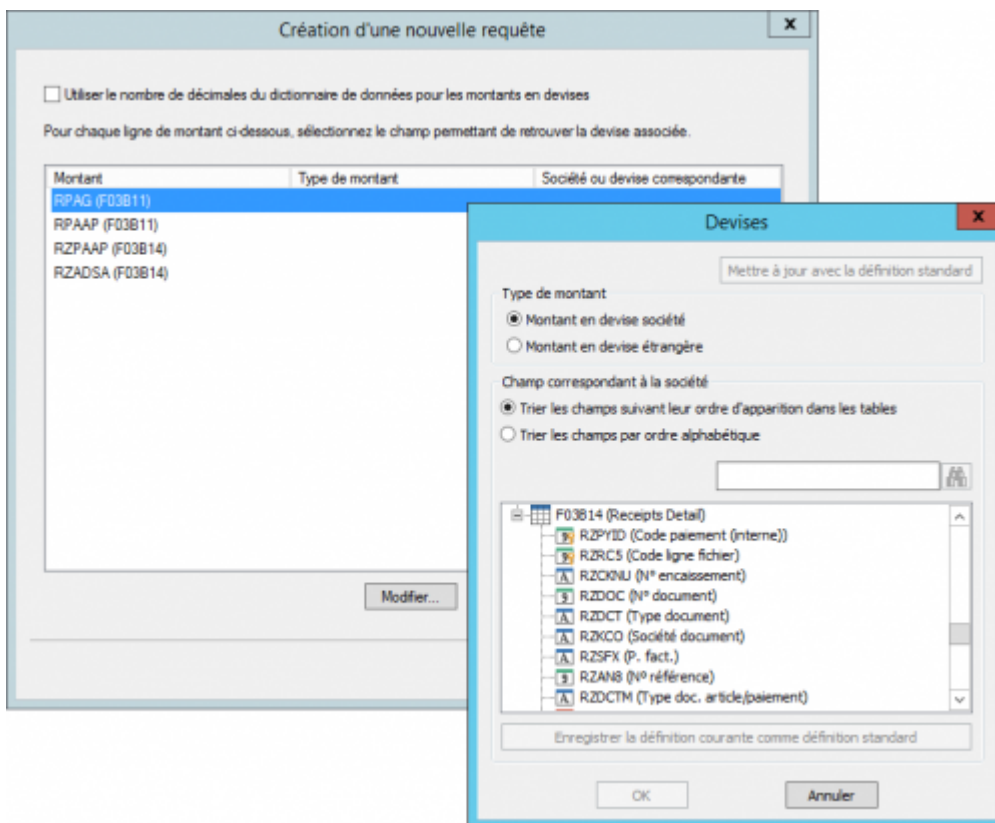 Création d'une nouvelle requête
x
Utiliser le nombre de décimales du dictionnaire de données pour les montants en devises
Pour chaque ligne de montant ci-dessous, sélectionnez le champ permettant de retrouver la devise associée.
Montant Type de montant Société ou devise correspondante
RPAG (F03B11)
RPAAP (F03B11)
RZPAAP (F03B14)
RZADSA (F03B14)
Modifier...
Devises
x
Mettre à jour avec la définition standard
Type de montant
Montant en devise société
Montant en devise étrangère
Champ correspondant à la société
Trier les champs suivant leur ordre d'apparition dans les tables
Trier les champs par ordre alphabétique
F03B14 (Receipts Detail)
RZPYID (Code paiement (interne))
RZRC5 (Code ligne fichier)
RZCKNU (N° encaissement)
RZDOC (N° document)
RZDCT (Type document)
RZKCO (Société document)
RZSFX (P. fact.)
RZAN8 (N° référence)
RZDCTM (Type doc. article/paiement)
Enregistrer la définition courante comme définition standard
OK Annuler